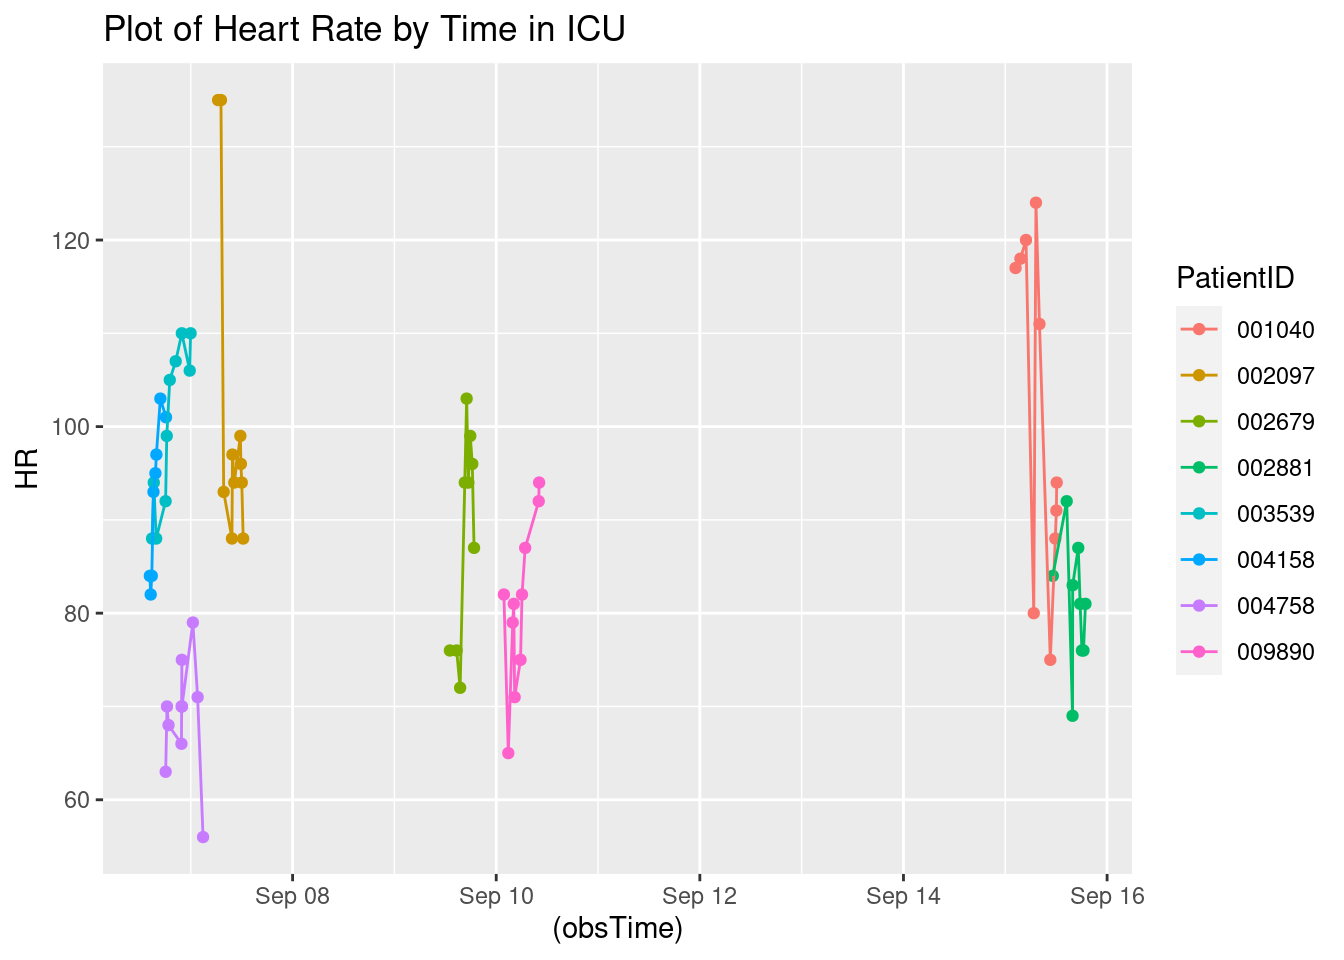 Plot of Heart Rate by Time in ICU
HR
120
100
80
60
Sep 08
Sep 10
Sep 12
Sep 14
Sep 16
(obsTime)
PatientID
001040
002097
002679
002881
003539
004158
004758
009890